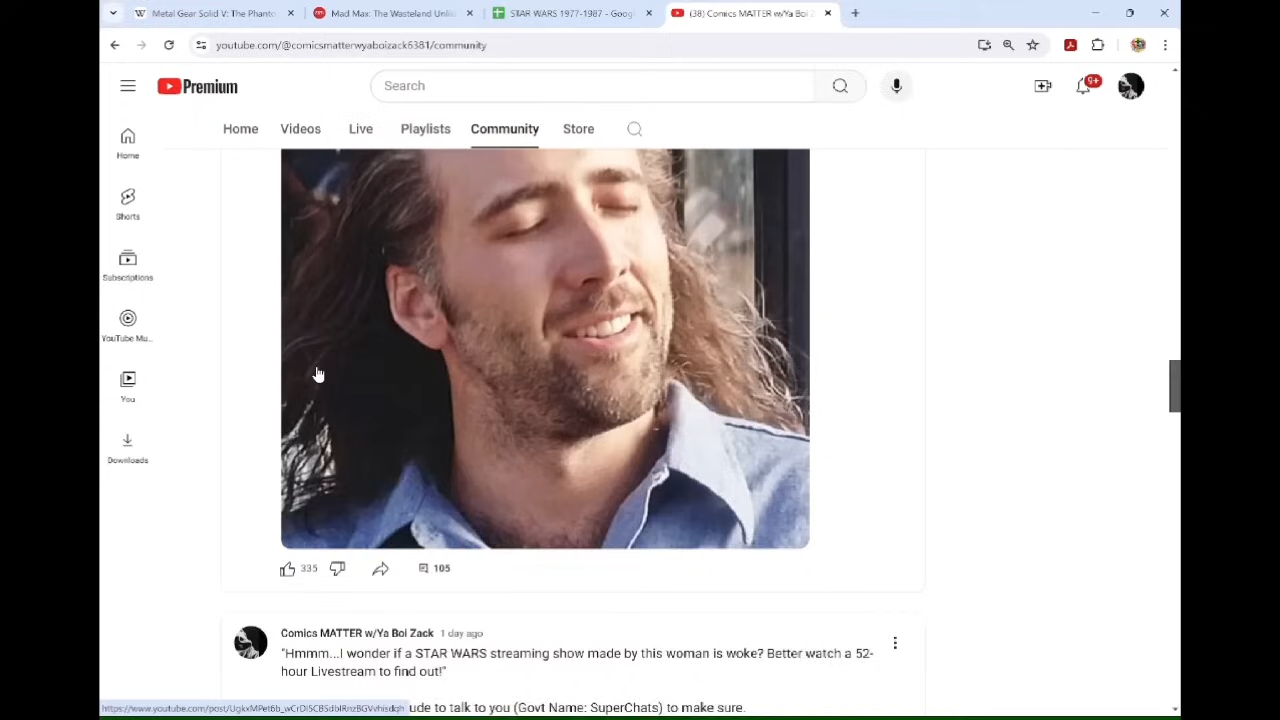 Metal Gear Solid V: The Phanto
Mad Max: The Wasteland Unli
STAR WARS 1977-1987 - Googl
(38) Comics MATTER w/Ya Boi Z
youtube.com/@comicsmatterwyaboizack6381/community
Premium
Search
9+
Home
Videos
Live
Playlists
Community
Store
Home
Shorts
Subscriptions
YouTube Mu...
You
Downloads
335
105
Comics MATTER w/Ya Boi Zack 1 day ago
"Hmmm...I wonder if a STAR WARS streaming show made by this woman is woke? Better watch a 52-
hour Livestream to find out!"
ude to talk to you (Govt Name: SuperChats) to make sure.